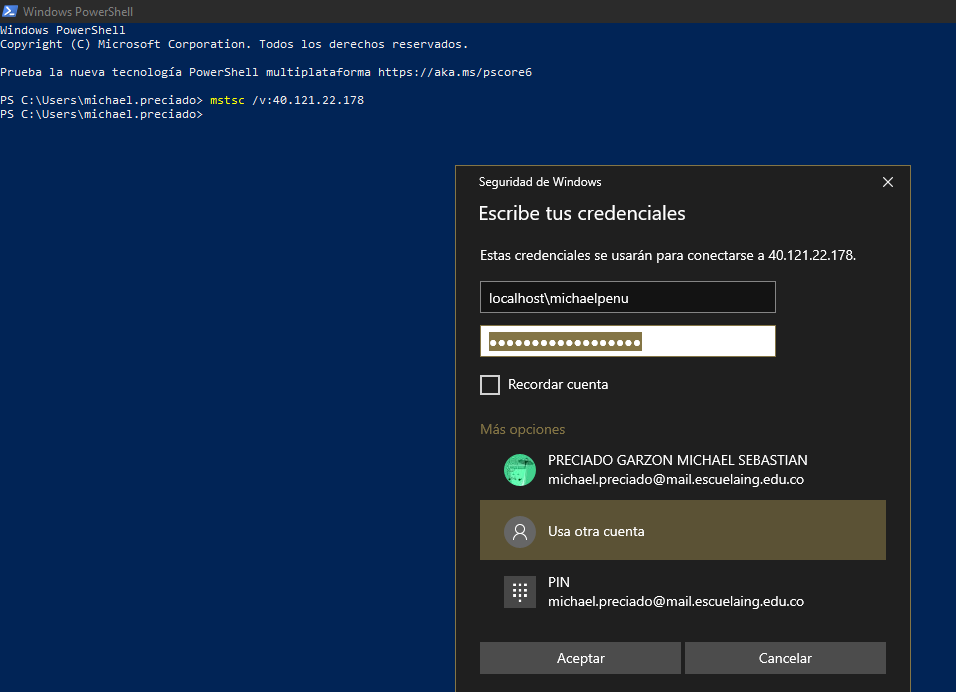 Windows PowerShell
Windows PowerShell
Copyright (C) Microsoft Corporation. Todos los derechos reservados.
Prueba la nueva tecnología PowerShell multiplataforma https://aka.ms/pscore6
PS C:\Users\michael.preciado> mstsc /v:40.121.22.178
PS C:\Users\michael.preciado>
Seguridad de Windows
Escribe tus credenciales
Estas credenciales se usarán para conectarse a 40.121.22.178.
localhost\michaelpenu
●●●●●●●●●●●●●●●●●●
Recordar cuenta
Más opciones
PRECIADO GARZON MICHAEL SEBASTIAN
michael.preciado@mail.escuelaing.edu.co
Usa otra cuenta
PIN
michael.preciado@mail.escuelaing.edu.co
Aceptar
Cancelar